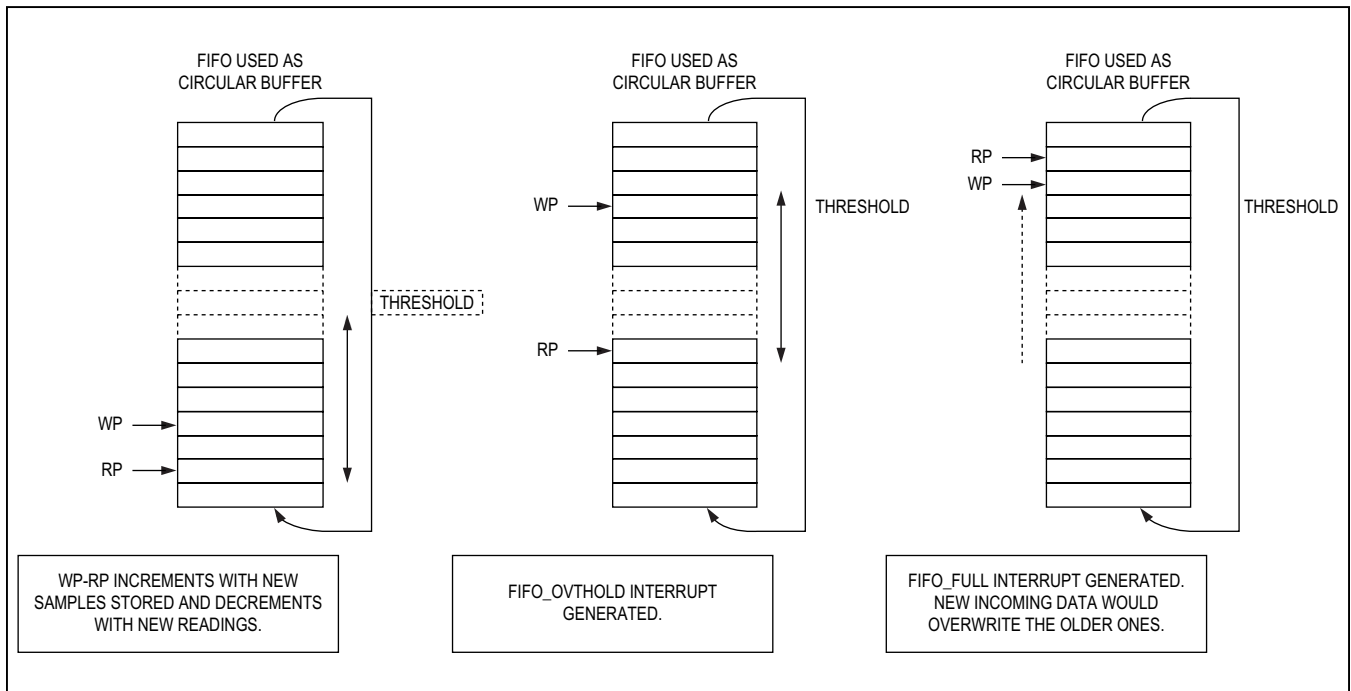 FIFO USED AS
CIRCULAR BUFFER
THRESHOLD
WP
RP
WP-RP INCREMENTS WITH NEW
SAMPLES STORED AND DECREMENTS
WITH NEW READINGS.
FIFO USED AS
CIRCULAR BUFFER
WP
THRESHOLD
RP
FIFO_OVTHOLD INTERRUPT
GENERATED.
FIFO USED AS
CIRCULAR BUFFER
RP
WP
THRESHOLD
FIFO_FULL INTERRUPT GENERATED.
NEW INCOMING DATA WOULD
OVERWRITE THE OLDER ONES.